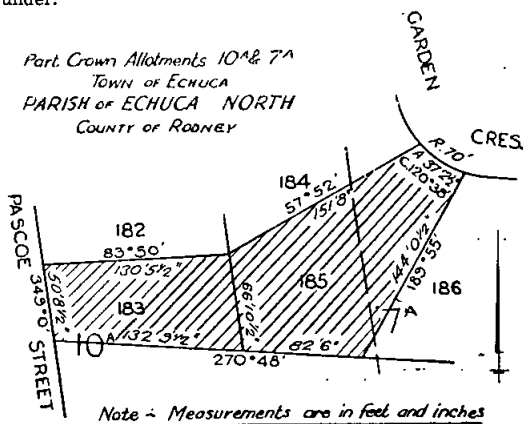 under.
Part Crown Allotments 10ᴬ & 7ᴬ
TOWN OF ECHUCA
PARISH OF ECHUCA NORTH
COUNTY OF RODNEY
GARDEN
CRES.
R. 70'
A 37'2½"
C.120°38'
184
57°52'
151'8"
182
83°50'
130'5½"
PASCOE 349°0' STREET
50'8½"
183
66'10½"
185
144'0½"
189°55'
186
7ᴬ
10ᴬ
132'9½"
82'6"
270°48'
Note – Measurements are in feet and inches